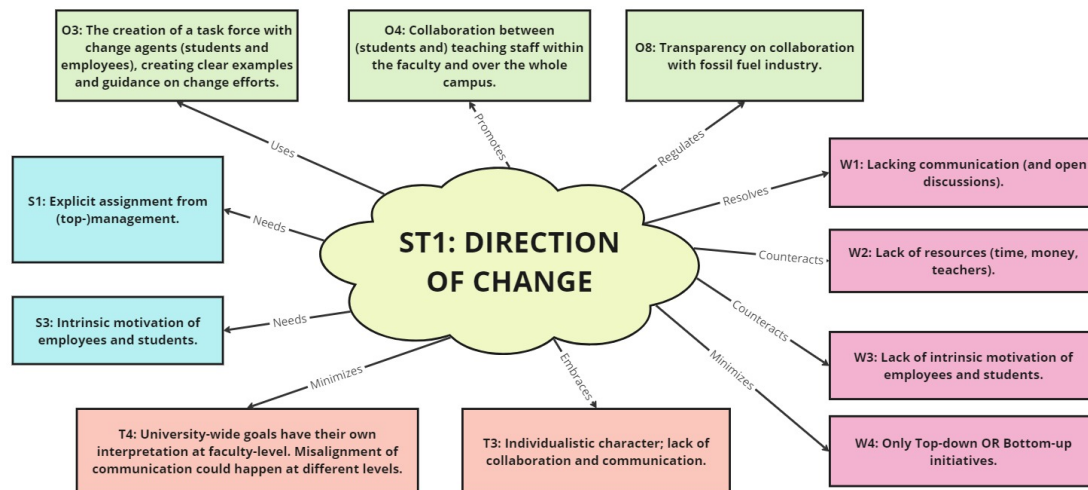 O3: The creation of a task force with
change agents (students and
employees), creating clear examples
and guidance on change efforts.
O4: Collaboration between
(students and) teaching staff within
the faculty and over the whole
campus.
O8: Transparency on collaboration
with fossil fuel industry.
Uses
Promotes
Regulates
S1: Explicit assignment from
(top-)management.
Needs
ST1: DIRECTION
OF CHANGE
Resolves
W1: Lacking communication (and open
discussions).
Counteracts
W2: Lack of resources (time, money,
teachers).
S3: Intrinsic motivation of
employees and students.
Needs
Counteracts
W3: Lack of intrinsic motivation of
employees and students.
Minimizes
Embraces
Minimizes
T4: University-wide goals have their own
interpretation at faculty-level. Misalignment of
communication could happen at different levels.
T3: Individualistic character; lack of
collaboration and communication.
W4: Only Top-down OR Bottom-up
initiatives.